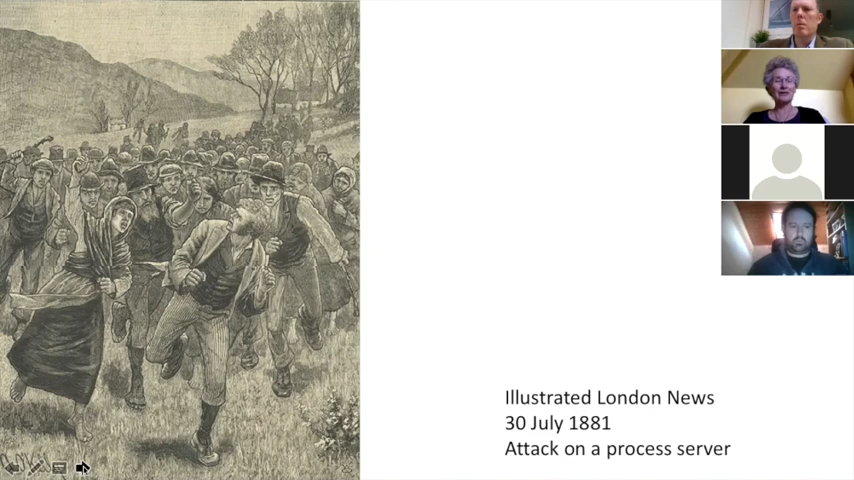 Illustrated London News
30 July 1881
Attack on a process server